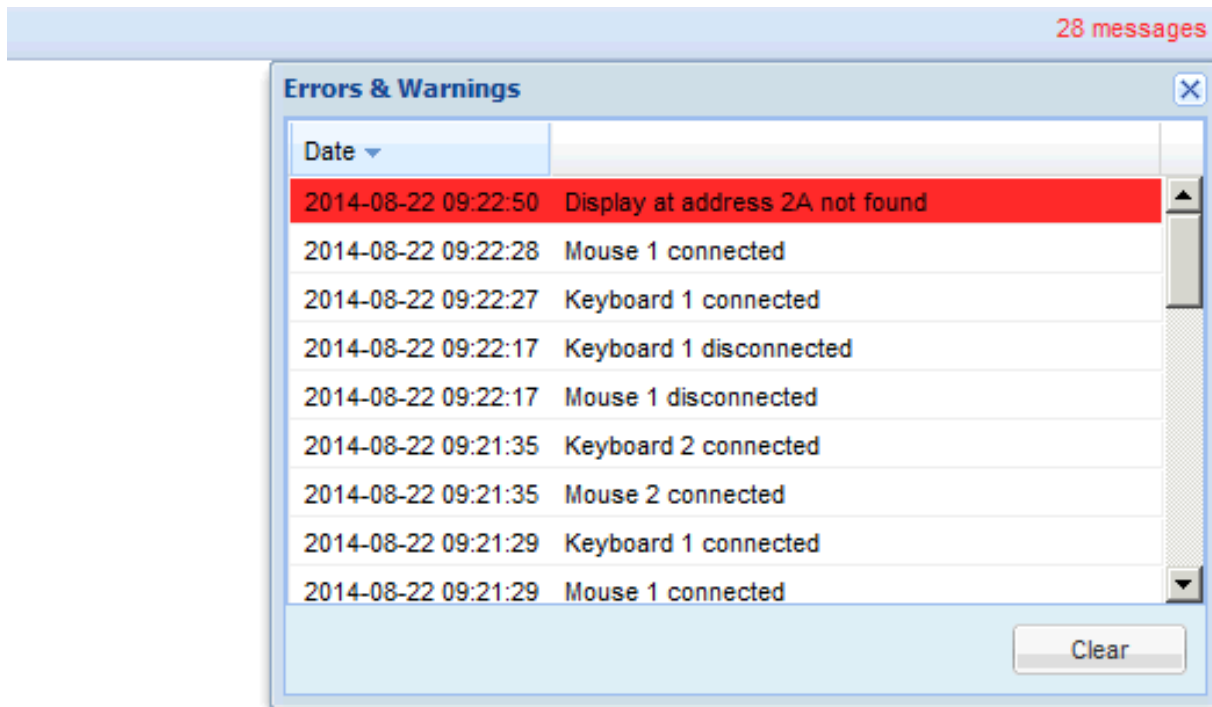 28 messages
Errors & Warnings
Date
2014-08-22 09:22:50 Display at address 2A not found
2014-08-22 09:22:28 Mouse 1 connected
2014-08-22 09:22:27 Keyboard 1 connected
2014-08-22 09:22:17 Keyboard 1 disconnected
2014-08-22 09:22:17 Mouse 1 disconnected
2014-08-22 09:21:35 Keyboard 2 connected
2014-08-22 09:21:35 Mouse 2 connected
2014-08-22 09:21:29 Keyboard 1 connected
2014-08-22 09:21:29 Mouse 1 connected
Clear